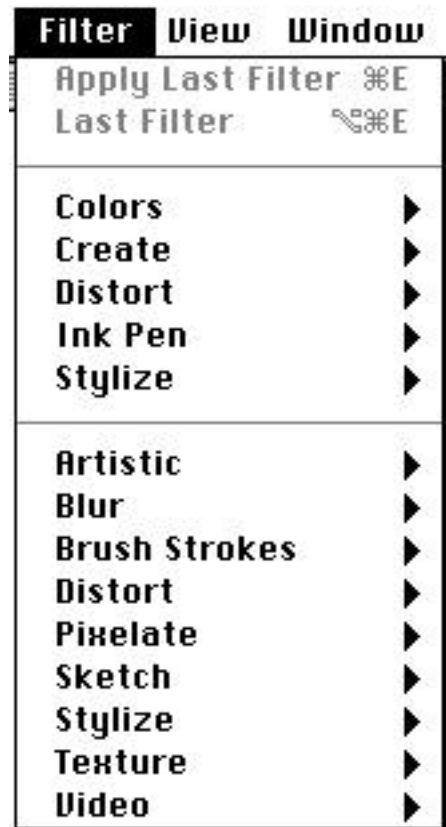 Filter View Window
Apply Last Filter ⌘E
Last Filter ⌥⌘E
Colors
Create
Distort
Ink Pen
Stylize
Artistic
Blur
Brush Strokes
Distort
Pixelate
Sketch
Stylize
Texture
Video